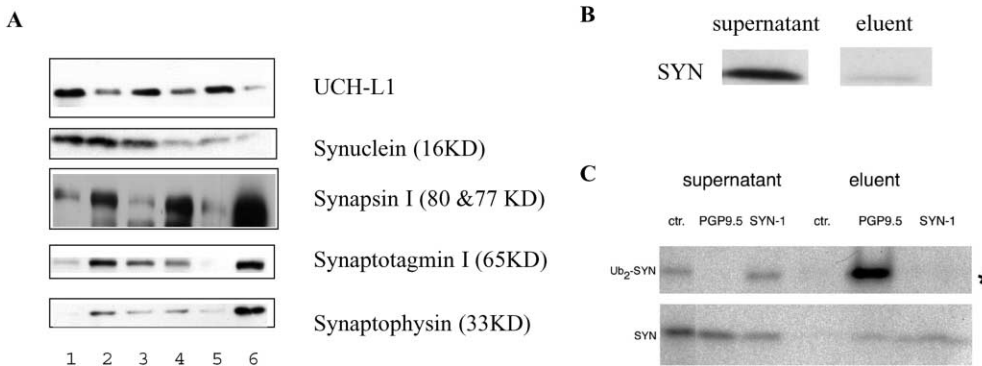 A
UCH-L1
Synuclein (16KD)
Synapsin I (80 &77 KD)
Synaptotagmin I (65KD)
Synaptophysin (33KD)
1 2 3 4 5 6
B
supernatant eluent
SYN
C
supernatant eluent
ctr. PGP9.5 SYN-1 ctr. PGP9.5 SYN-1
Ub2-SYN *
SYN